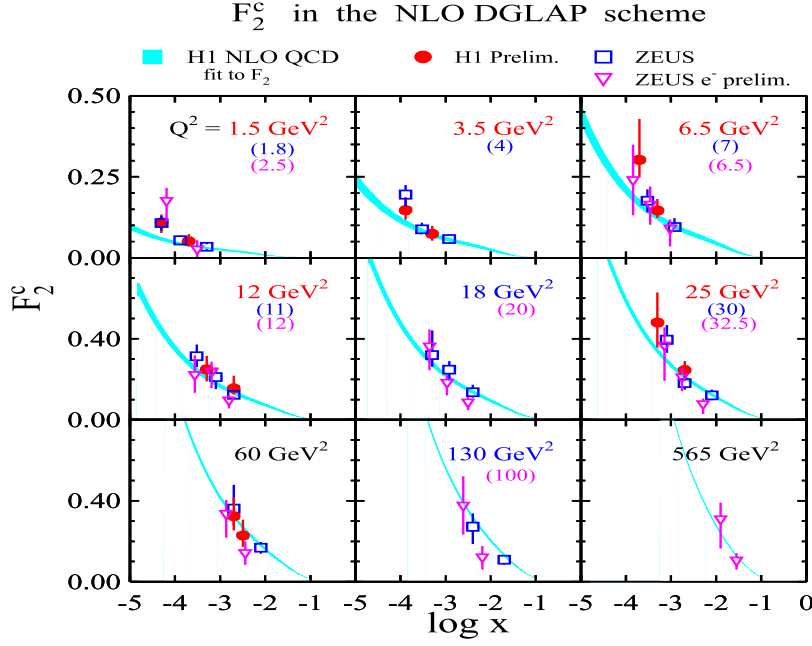 F₂ᶜ in the NLO DGLAP scheme
H1 NLO QCD
fit to F₂
H1 Prelim.
ZEUS
ZEUS e⁻ prelim.
F₂ᶜ
0.50
0.25
0.00
Q² = 1.5 GeV²
(1.8)
(2.5)
3.5 GeV²
(4)
6.5 GeV²
(7)
(6.5)
0.40
0.00
12 GeV²
(11)
(12)
18 GeV²
(20)
25 GeV²
(30)
(32.5)
0.40
0.00
60 GeV²
130 GeV²
(100)
565 GeV²
-5 -4 -3 -2 -1 -5 -4 -3 -2 -1 -5 -4 -3 -2 -1 0
log x